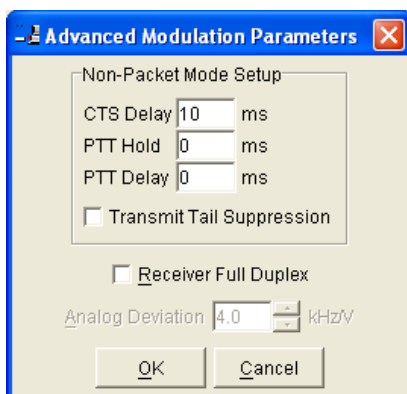 Advanced Modulation Parameters
Non-Packet Mode Setup
CTS Delay 10 ms
PTT Hold 0 ms
PTT Delay 0 ms
Transmit Tail Suppression
Receiver Full Duplex
Analog Deviation 4.0 kHz/V
OK Cancel